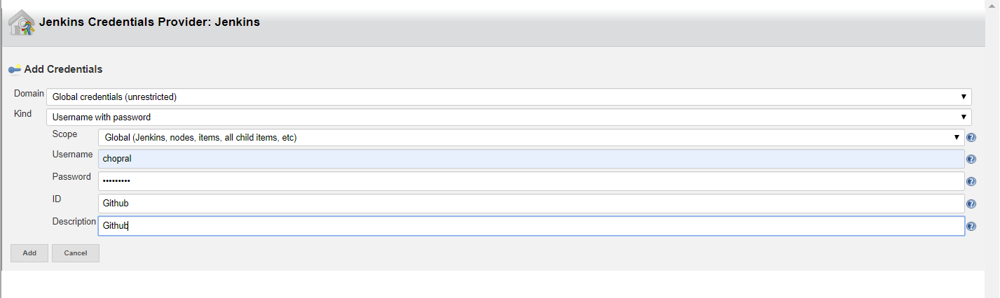 Jenkins Credentials Provider: Jenkins
Add Credentials
Domain Global credentials (unrestricted)
Kind Username with password
Scope Global (Jenkins, nodes, items, all child items, etc)
Username chopral
Password •••••••••
ID Github
Description Github
Add Cancel